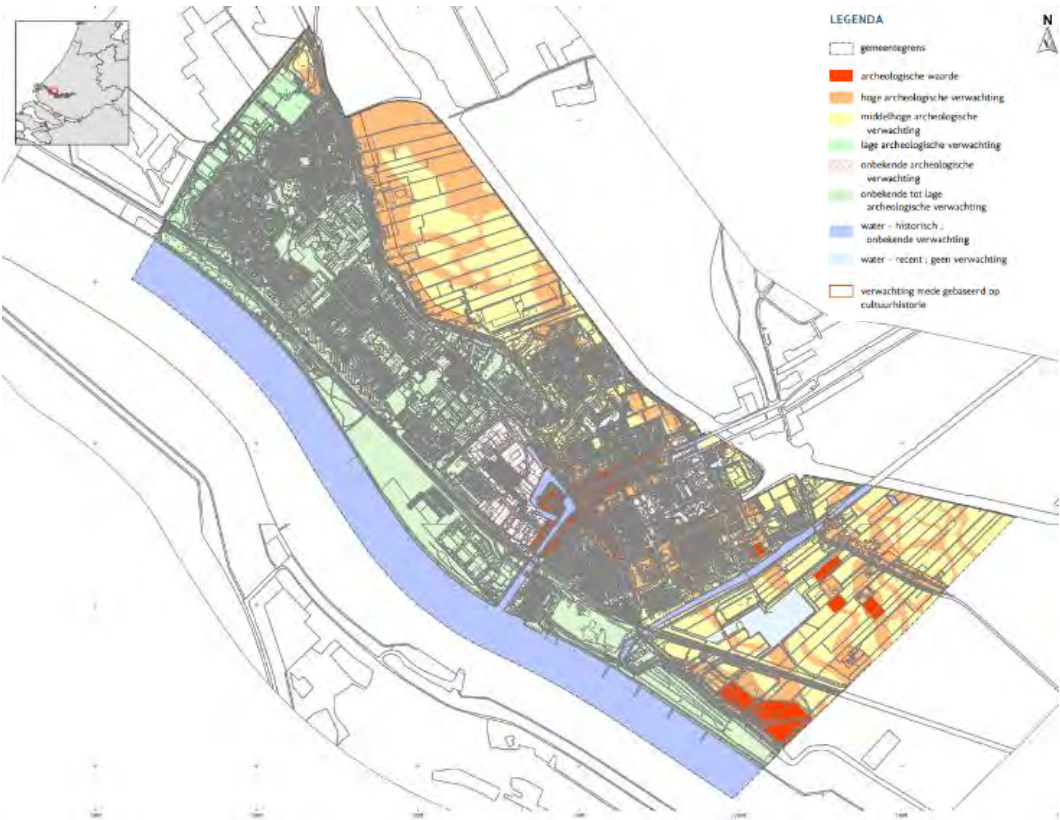 LEGENDA
N
gemeentegrens
archeologische waarde
hoge archeologische verwachting
middelhoge archeologische
verwachting
lage archeologische verwachting
onbekende archeologische
verwachting
onbekende tot lage
archeologische verwachting
water - historisch ;
onbekende verwachting
water - recent ; geen verwachting
verwachting mede gebaseerd op
cultuurhistorie